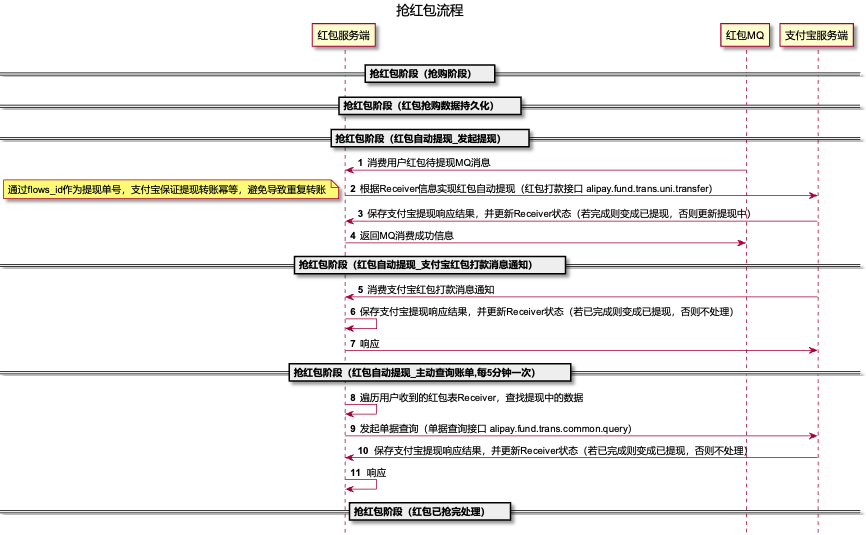 抢红包流程
红包服务端
红包MQ
支付宝服务端
抢红包阶段（抢购阶段）
抢红包阶段（红包抢购数据持久化）
抢红包阶段（红包自动提现_发起提现）
1 消费用户红包待提现MQ消息
通过flows_id作为提现单号，支付宝保证提现转账幂等，避免导致重复转账
2 根据Receiver信息实现红包自动提现（红包打款接口 alipay.fund.trans.uni.transfer）
3 保存支付宝提现响应结果，并更新Receiver状态（若完成则变成已提现，否则更新提现中）
4 返回MQ消费成功信息
抢红包阶段（红包自动提现_支付宝红包打款消息通知）
5 消费支付宝红包打款消息通知
6 保存支付宝提现响应结果，并更新Receiver状态（若已完成则变成已提现，否则不处理）
7 响应
抢红包阶段（红包自动提现_主动查询账单,每5分钟一次）
8 遍历用户收到的红包表Receiver，查找提现中的数据
9 发起单据查询（单据查询接口 alipay.fund.trans.common.query）
10 保存支付宝提现响应结果，并更新Receiver状态（若已完成则变成已提现，否则不处理）
11 响应
抢红包阶段（红包已抢完处理）